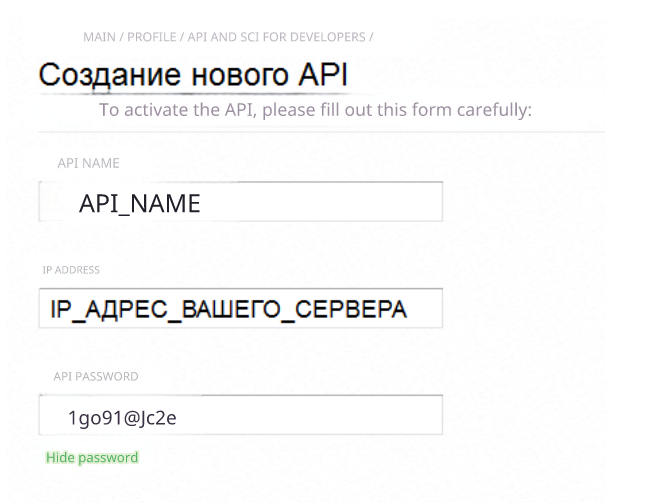 MAIN / PROFILE / API AND SCI FOR DEVELOPERS /
Создание нового API
To activate the API, please fill out this form carefully:
API NAME
API_NAME
IP ADDRESS
IP_АДРЕС_ВАШЕГО_СЕРВЕРА
API PASSWORD
1go91@Jc2e
Hide password